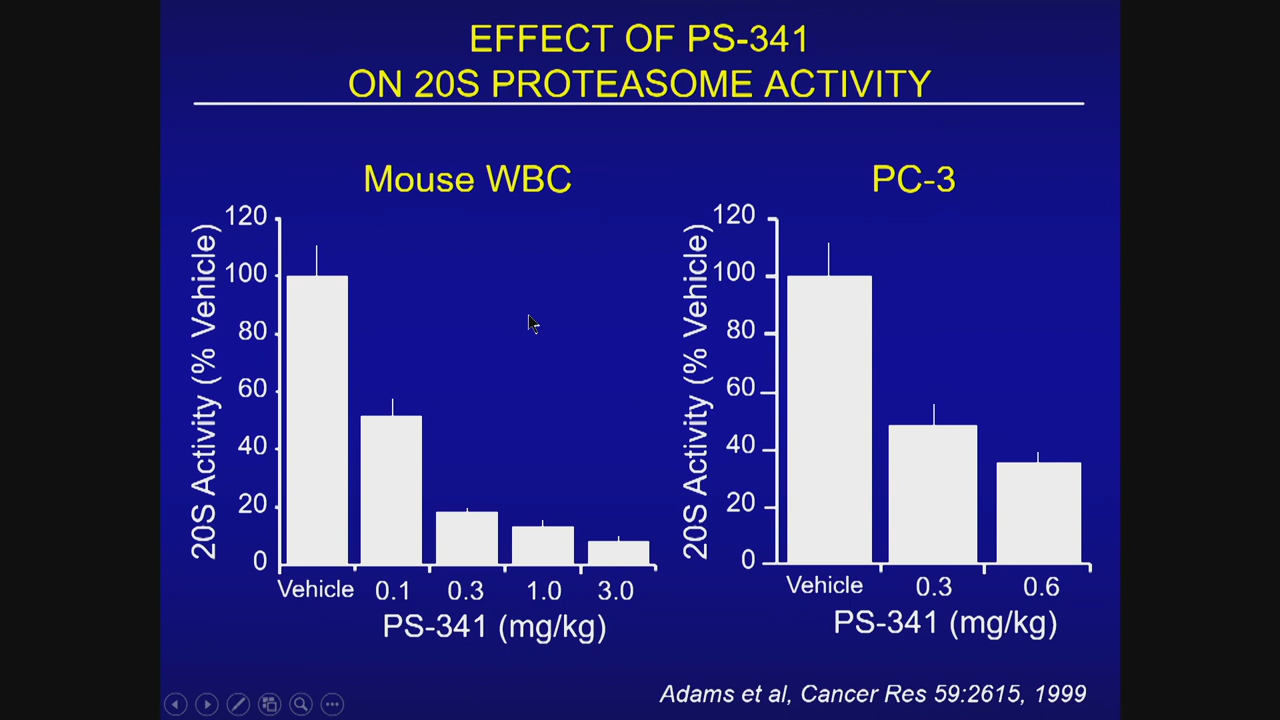 EFFECT OF PS-341
ON 20S PROTEASOME ACTIVITY
Mouse WBC
20S Activity (% Vehicle)
120
100
80
60
40
20
0
Vehicle 0.1 0.3 1.0 3.0
PS-341 (mg/kg)
PC-3
20S Activity (% Vehicle)
120
100
80
60
40
20
0
Vehicle 0.3 0.6
PS-341 (mg/kg)
Adams et al, Cancer Res 59:2615, 1999